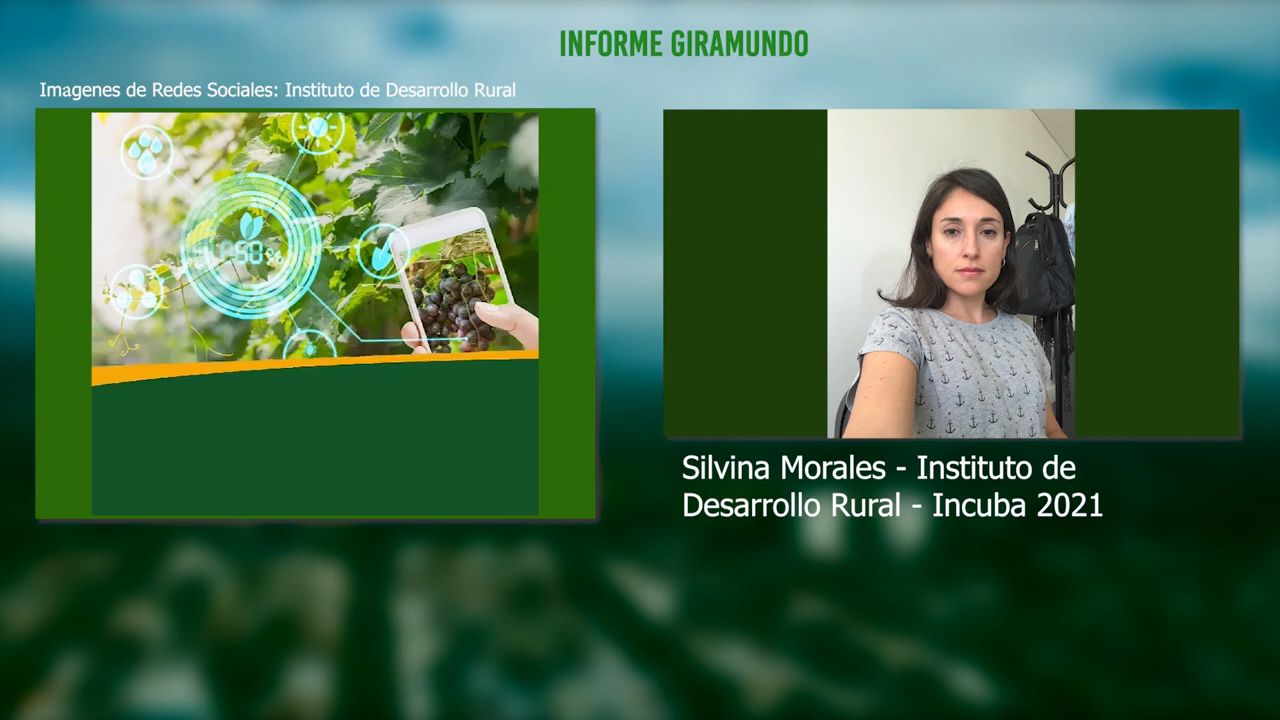 INFORME GIRAMUNDO
Imagenes de Redes Sociales: Instituto de Desarrollo Rural
Silvina Morales - Instituto de
Desarrollo Rural - Incuba 2021